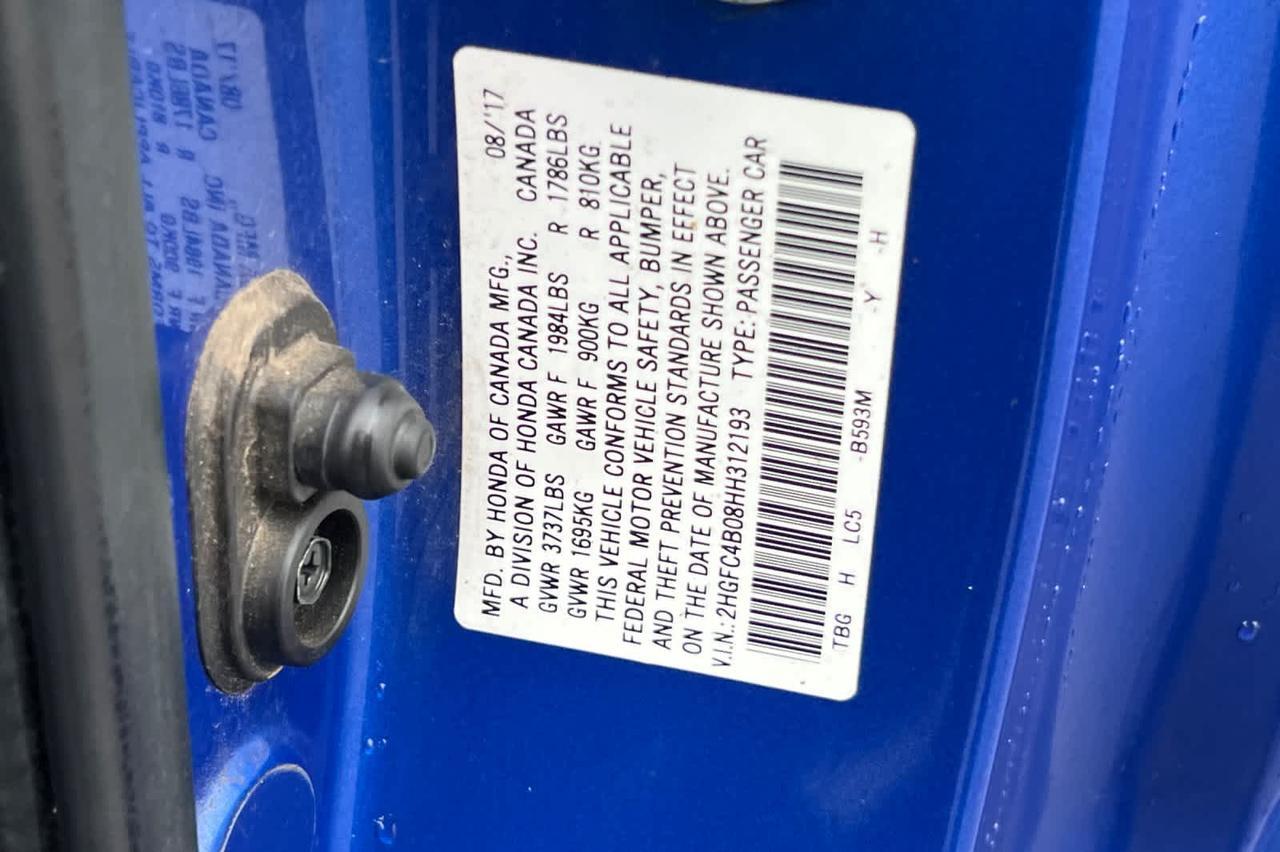 MFD. BY HONDA OF CANADA MFG., 08/'17
A DIVISION OF HONDA CANADA INC. CANADA
GVWR 3737LBS GAWR F 1984LBS R 1786LBS
GVWR 1695KG GAWR F 900KG R 810KG
THIS VEHICLE CONFORMS TO ALL APPLICABLE
FEDERAL MOTOR VEHICLE SAFETY, BUMPER,
AND THEFT PREVENTION STANDARDS IN EFFECT
ON THE DATE OF MANUFACTURE SHOWN ABOVE.
V.I.N.: 2HGFC4B08HH312193 TYPE: PASSENGER CAR
TBG H LC5 -B593M -Y -H